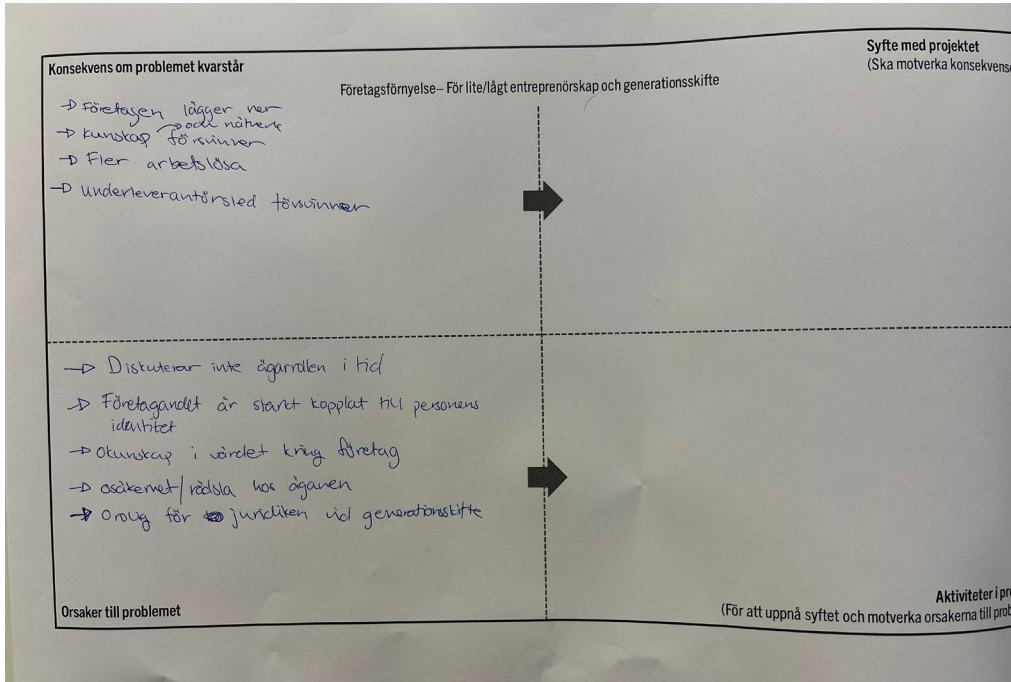 Konsekvens om problemet kvarstår
Syfte med projektet
(Ska motverka konsekvense
Företagsförnyelse– För lite/lågt entreprenörskap och generationsskifte
→ Företagen lägger ner
→ kunskap → och nätverk försvinner
→ Fler arbetslösa
→ underleverantörsled försvinner
→ Diskuterar inte ägarrollen i tid
→ Företagandet är starkt kopplat till personens
identitet
→ Okunskap i värdet kring företag
→ osäkerhet/rädsla hos ägaren
→ Orolig för juridiken vid generationsskifte
Orsaker till problemet
Aktiviteter i pr
(För att uppnå syftet och motverka orsakerna till prob